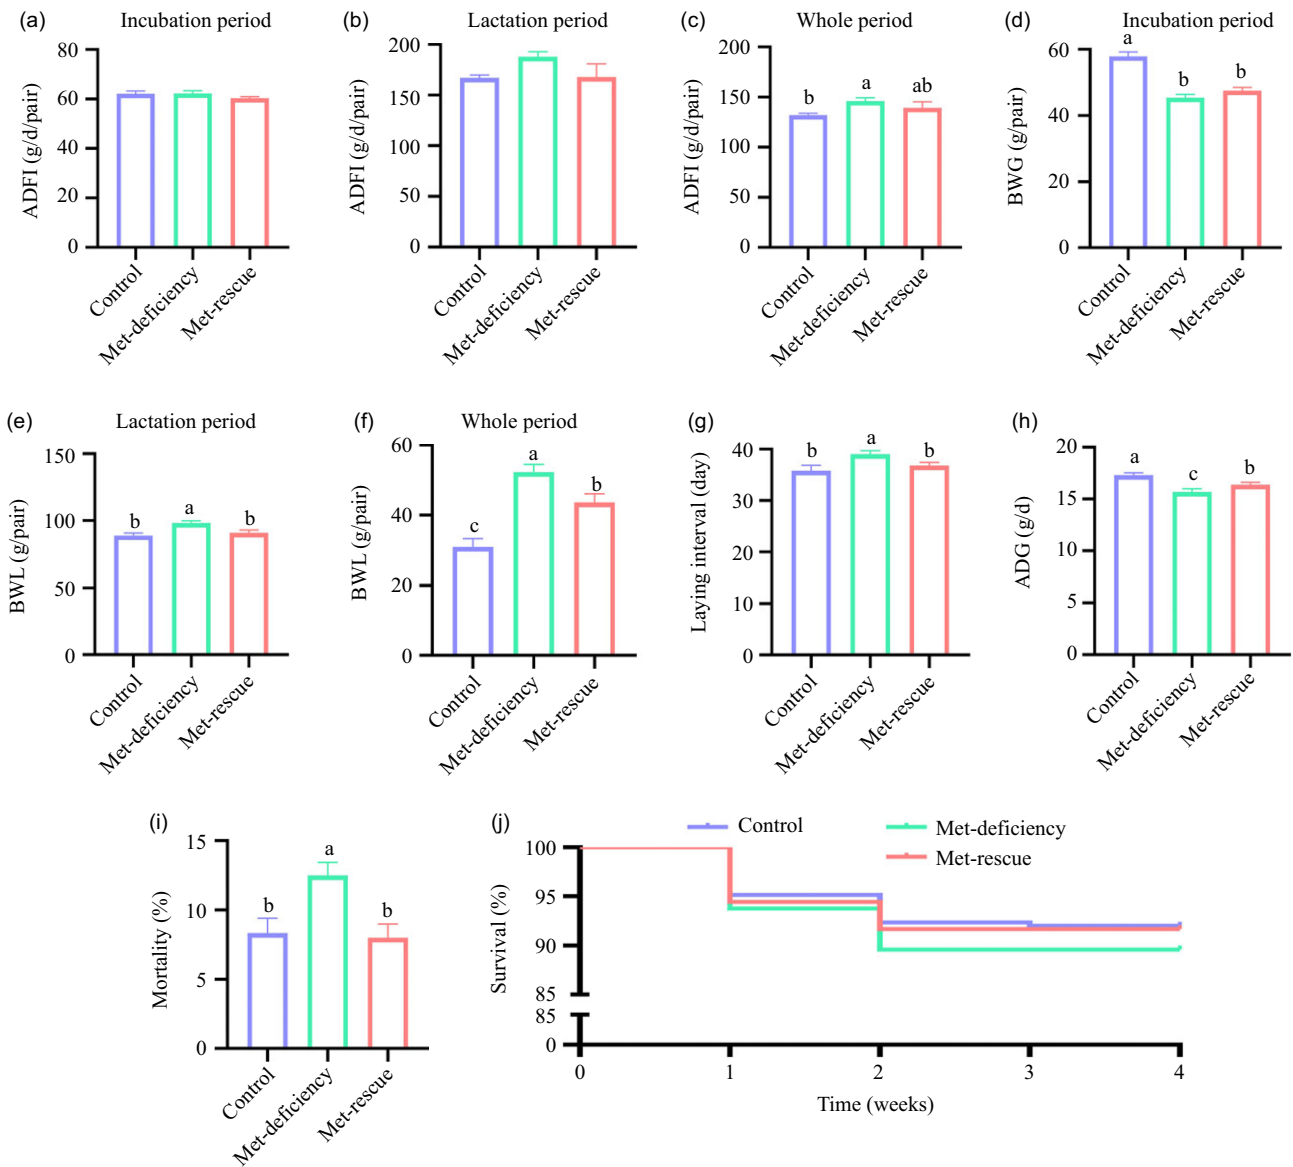 (a) Incubation period
ADFI (g/d/pair)
80
60
40
20
0
Control
Met-deficiency
Met-rescue
(b) Lactation period
ADFI (g/d/pair)
200
150
100
50
0
Control
Met-deficiency
Met-rescue
(c) Whole period
ADFI (g/d/pair)
200
150
100
50
0
b
a
ab
Control
Met-deficiency
Met-rescue
(d) Incubation period
BWG (g/pair)
60
40
20
0
a
b
b
Control
Met-deficiency
Met-rescue
(e) Lactation period
BWL (g/pair)
150
100
50
0
b
a
b
Control
Met-deficiency
Met-rescue
(f) Whole period
BWL (g/pair)
60
40
20
0
c
a
b
Control
Met-deficiency
Met-rescue
(g)
Laying interval (day)
40
30
20
10
0
b
a
b
Control
Met-deficiency
Met-rescue
(h)
ADG (g/d)
20
15
10
5
0
a
c
b
Control
Met-deficiency
Met-rescue
(i)
Mortality (%)
15
10
5
0
b
a
b
Control
Met-deficiency
Met-rescue
(j)
Control
Met-deficiency
Met-rescue
Survival (%)
100
95
90
85
85
0
0 1 2 3 4
Time (weeks)